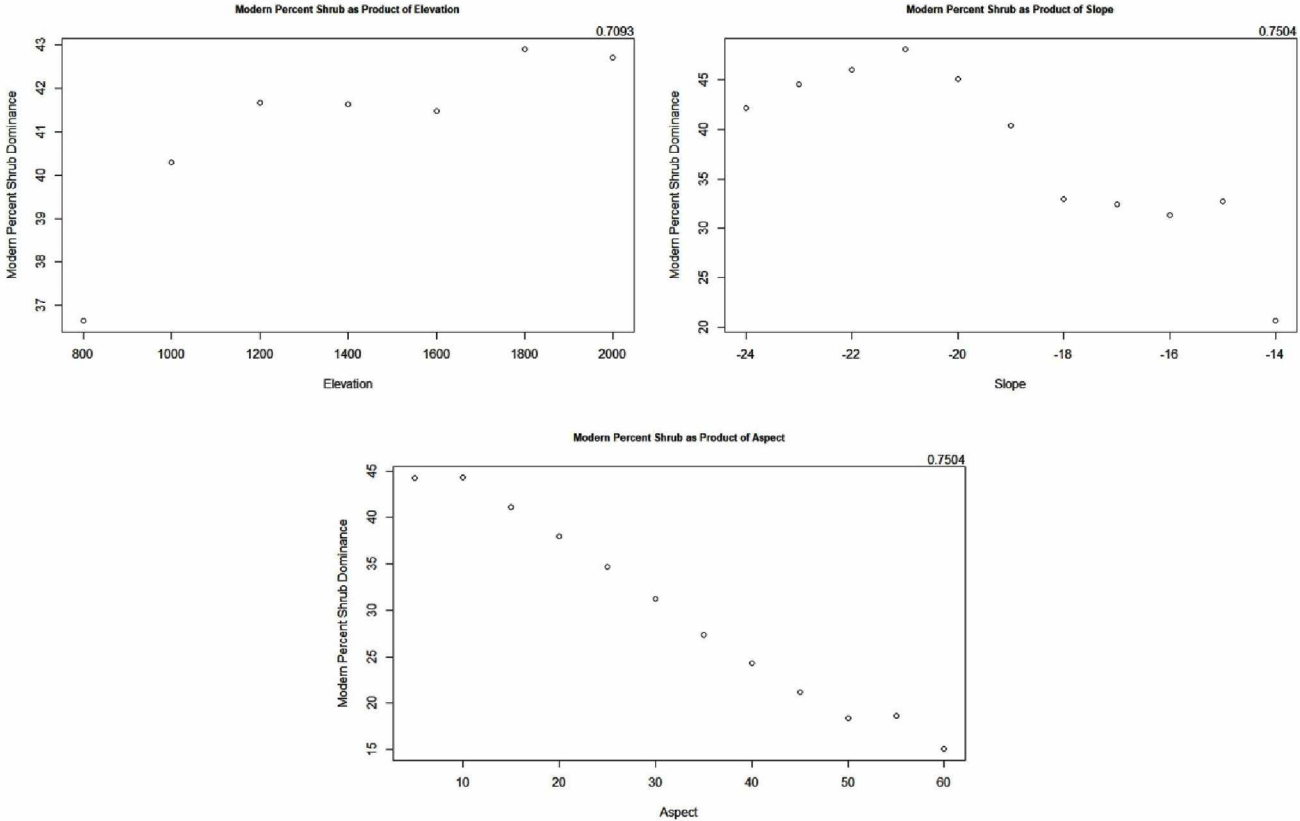 Modern Percent Shrub as Product of Elevation
0.7093
Modern Percent Shrub Dominance
43
42
41
40
39
38
37
800 1000 1200 1400 1600 1800 2000
Elevation
Modern Percent Shrub as Product of Slope
0.7504
Modern Percent Shrub Dominance
45
40
35
30
25
20
-24 -22 -20 -18 -16 -14
Slope
Modern Percent Shrub as Product of Aspect
0.7504
Modern Percent Shrub Dominance
45
40
35
30
25
20
15
10 20 30 40 50 60
Aspect